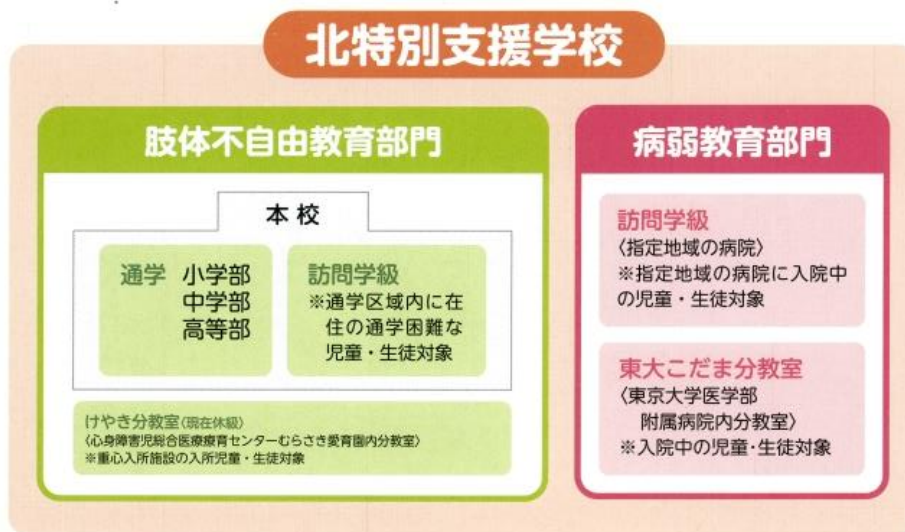 北特別支援学校
肢体不自由教育部門
本校
通学 小学部
中学部
高等部
訪問学級
※通学区域内に在
住の通学困難な
児童・生徒対象
けやき分教室(現在休級)
〈心身障害児総合医療療育センターむらさき愛育園内分教室〉
※重心入所施設の入所児童・生徒対象
病弱教育部門
訪問学級
〈指定地域の病院〉
※指定地域の病院に入院中
の児童・生徒対象
東大こだま分教室
〈東京大学医学部
附属病院内分教室〉
※入院中の児童・生徒対象